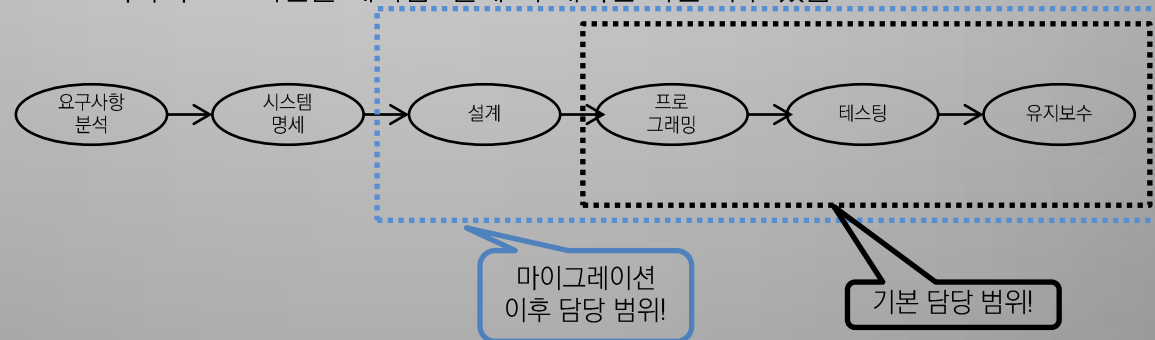 요구사항
분석
시스템
명세
설계
프로
그래밍
테스팅
유지보수
마이그레이션
이후 담당 범위!
기본 담당 범위!